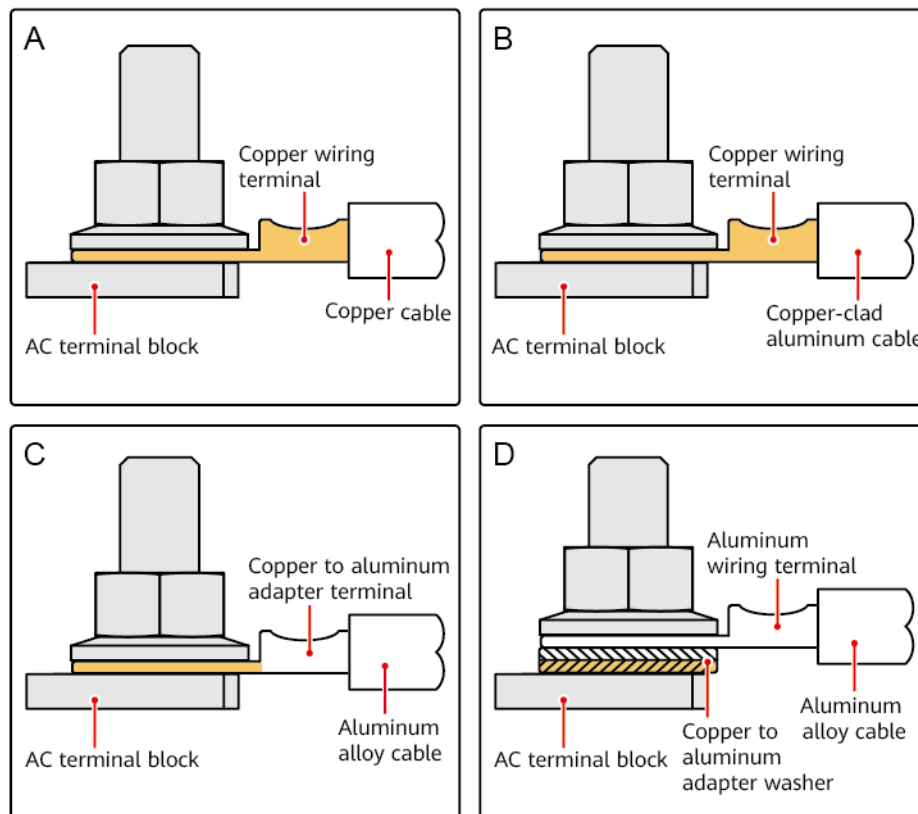 A
Copper wiring
terminal
Copper cable
AC terminal block
B
Copper wiring
terminal
Copper-clad
aluminum cable
AC terminal block
C
Copper to aluminum
adapter terminal
Aluminum
alloy cable
AC terminal block
D
Aluminum
wiring terminal
Aluminum
alloy cable
Copper to
aluminum
adapter washer
AC terminal block